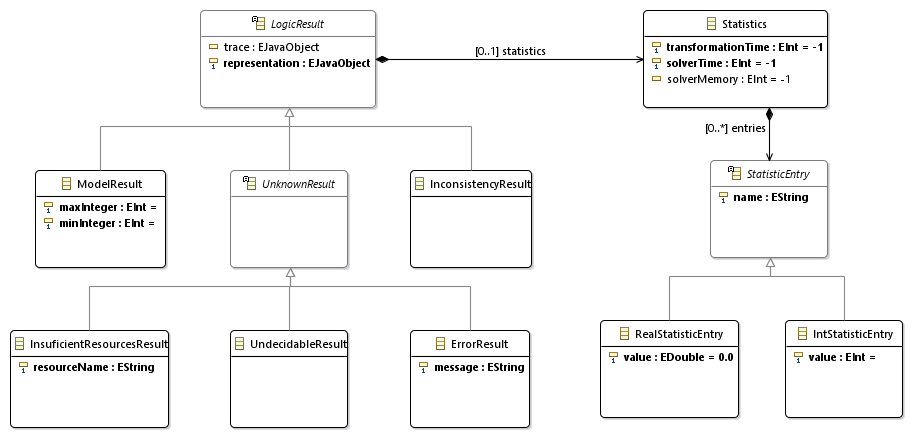 LogicResult
trace : EJavaObject
representation : EJavaObject
[0..1] statistics
Statistics
transformationTime : EInt = -1
solverTime : EInt = -1
solverMemory : EInt = -1
[0..*] entries
ModelResult
maxInteger : EInt =
minInteger : EInt =
UnknownResult
InconsistencyResult
StatisticEntry
name : EString
InsuficientResourcesResult
resourceName : EString
UndecidableResult
ErrorResult
message : EString
RealStatisticEntry
value : EDouble = 0.0
IntStatisticEntry
value : EInt =